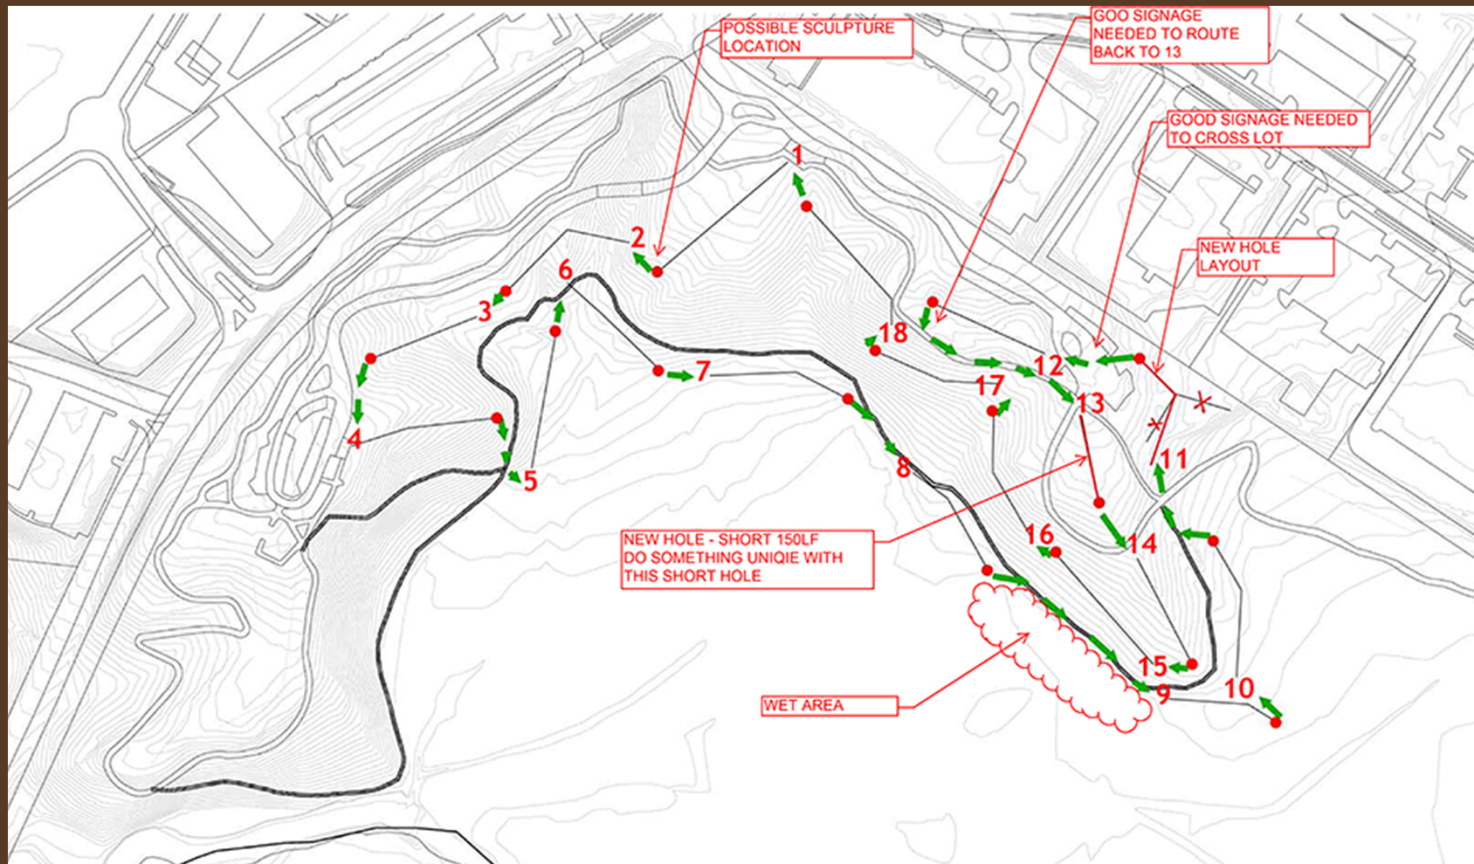 GOO SIGNAGE
NEEDED TO ROUTE
BACK TO 13
POSSIBLE SCULPTURE
LOCATION
GOOD SIGNAGE NEEDED
TO CROSS LOT
1
2
NEW HOLE
LAYOUT
6
3
18
12
7
17
13
4
11
8
5
NEW HOLE - SHORT 150LF
DO SOMETHING UNIQIE WITH
THIS SHORT HOLE
16
14
15
10
9
WET AREA